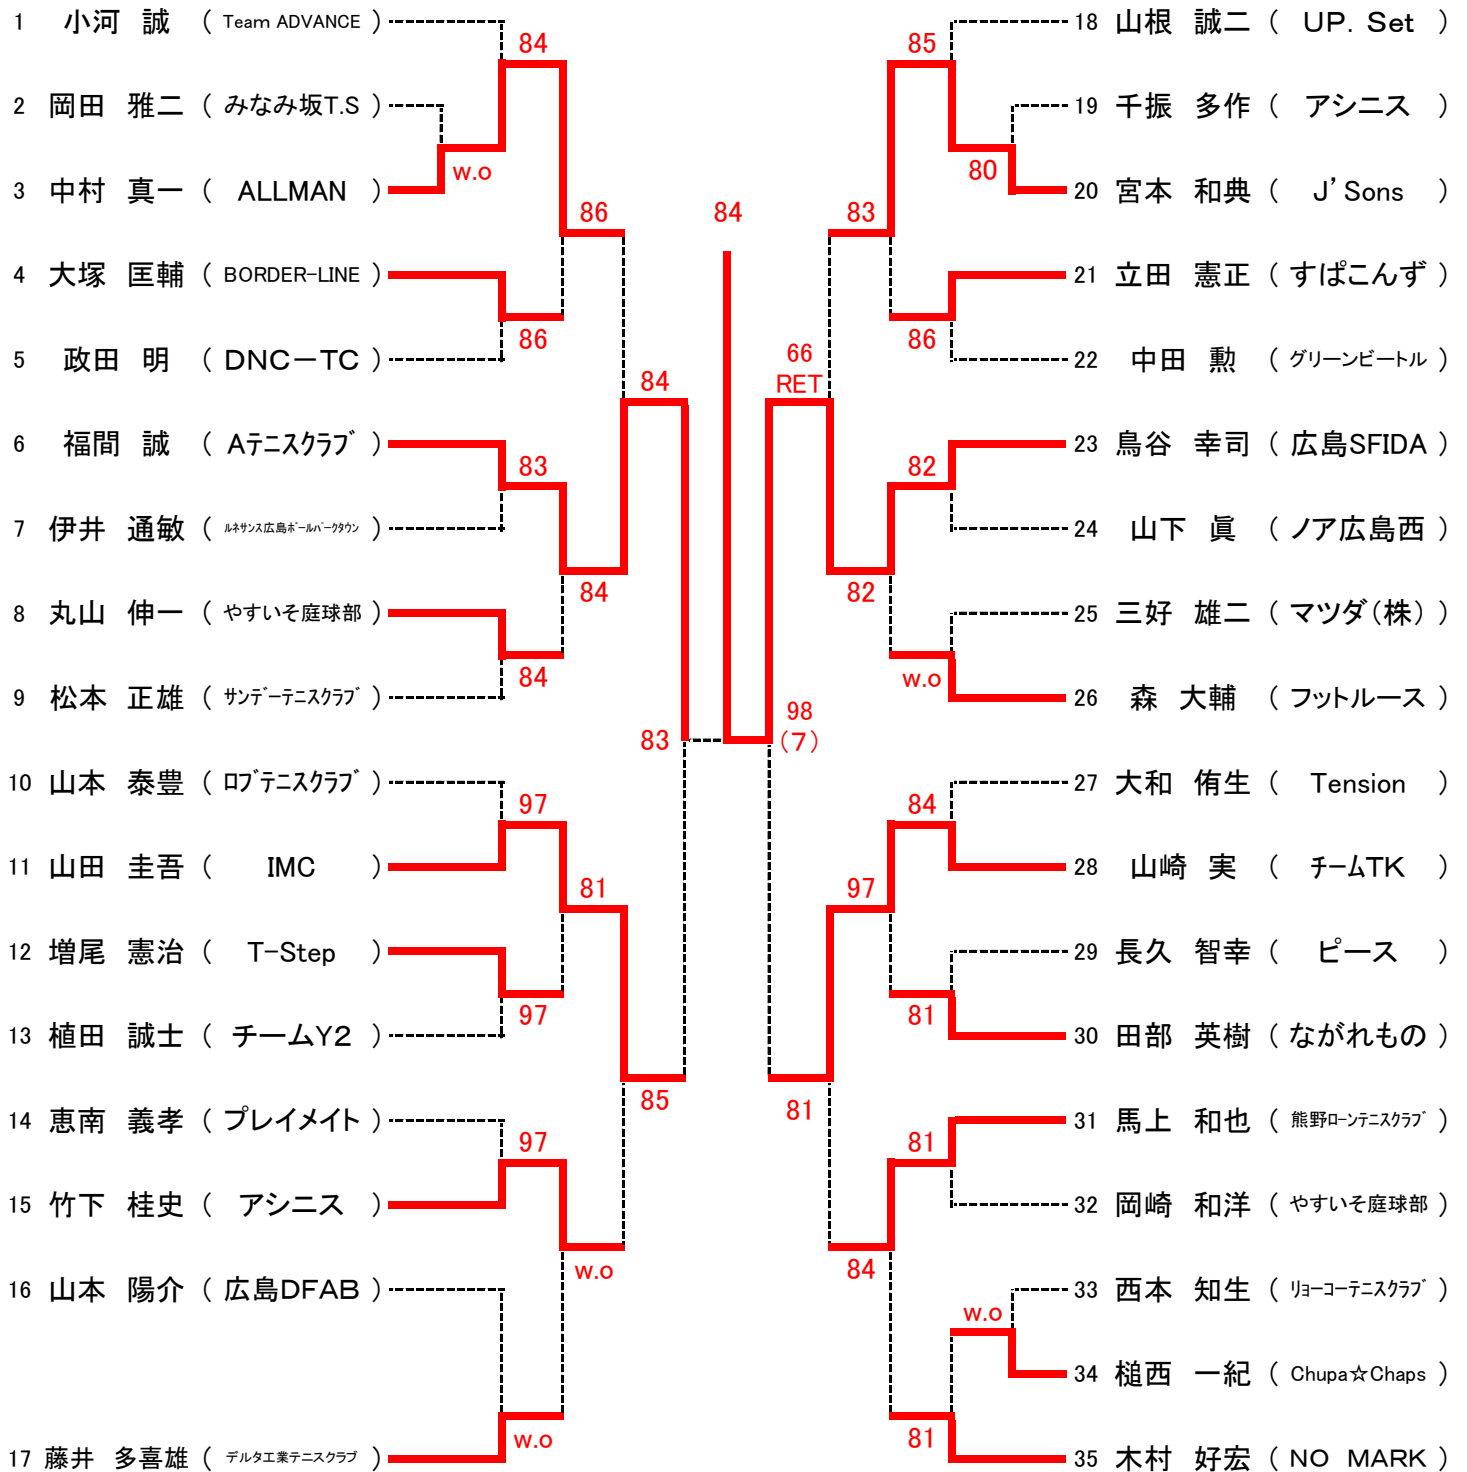 1 小河 誠 ( Team ADVANCE )
84
2 岡田 雅二 ( みなみ坂T.S )
w.o
3 中村 真一 ( ALLMAN )
86
4 大塚 匡輔 ( BORDER-LINE )
86
5 政田 明 ( DNC-TC )
84
6 福間 誠 ( Aテニスクラブ )
83
7 伊井 通敏 ( ルネサンス広島ボールパークタウン )
84
8 丸山 伸一 ( やすいそ庭球部 )
84
9 松本 正雄 ( サンデーテニスクラブ )
83
10 山本 泰豊 ( ロブテニスクラブ )
97
11 山田 圭吾 ( IMC )
81
12 増尾 憲治 ( T-Step )
97
13 植田 誠士 ( チームY2 )
85
14 恵南 義孝 ( プレイメイト )
97
15 竹下 桂史 ( アシニス )
w.o
16 山本 陽介 ( 広島DFAB )
w.o
17 藤井 多喜雄 ( デルタ工業テニスクラブ )
84
18 山根 誠二 ( UP. Set )
85
19 千振 多作 ( アシニス )
80
20 宮本 和典 ( J'Sons )
83
21 立田 憲正 ( すぱこんず )
86
22 中田 勲 ( グリーンビートル )
66
RET
23 鳥谷 幸司 ( 広島SFIDA )
82
24 山下 眞 ( ノア広島西 )
82
25 三好 雄二 ( マツダ(株) )
w.o
26 森 大輔 ( フットルース )
98
(7)
27 大和 侑生 ( Tension )
84
28 山崎 実 ( チームTK )
97
29 長久 智幸 ( ピース )
81
30 田部 英樹 ( ながれもの )
81
31 馬上 和也 ( 熊野ローンテニスクラブ )
81
32 岡崎 和洋 ( やすいそ庭球部 )
84
33 西本 知生 ( リョーコーテニスクラブ )
w.o
34 槌西 一紀 ( Chupa☆Chaps )
81
35 木村 好宏 ( NO MARK )